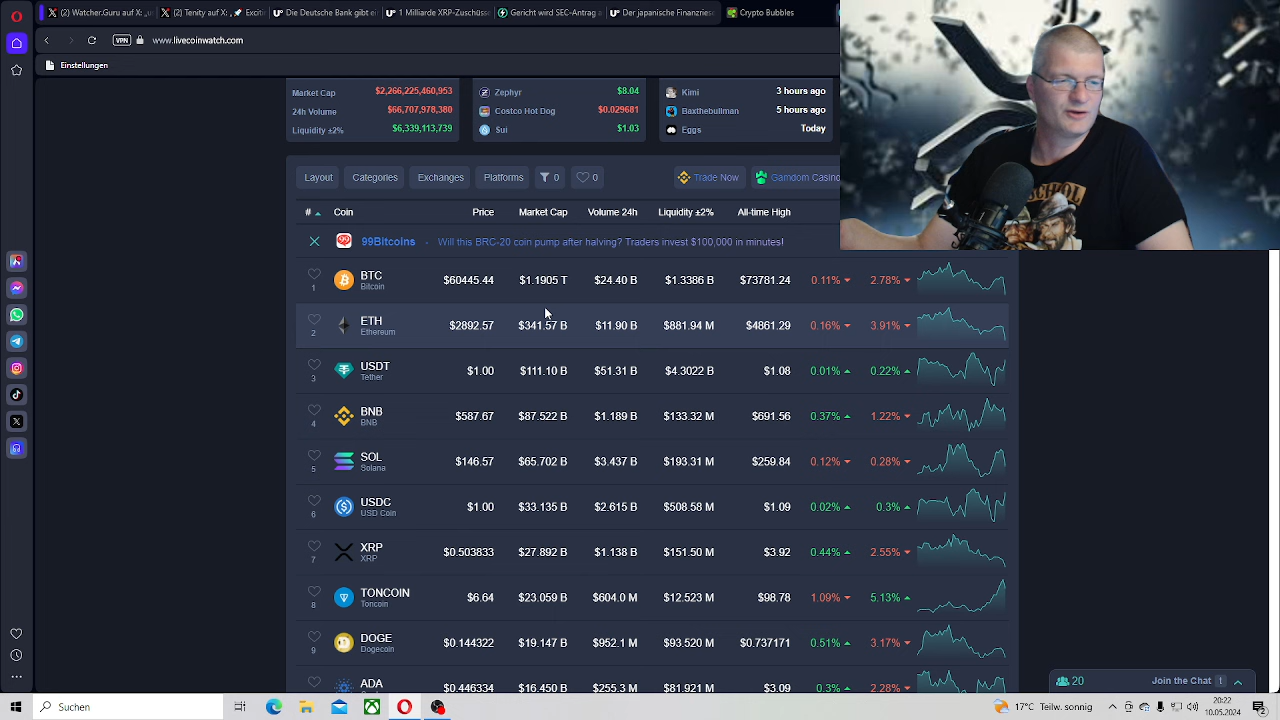 (2) Watcher.Guru auf X: „ur
(2) Tenity auf X: „🚀 Exciti
Die Deutsche Bank gibt er
1 Milliarde XRP-Zuschüss
Gericht wird SEC-Antrag a
Der japanische Finanzries
Crypto Bubbles
VPN www.livecoinwatch.com
Einstellungen
Market Cap $2,266,225,460,953
24h Volume $66,707,978,380
Liquidity ±2% $6,339,113,739
Zephyr $8.04
Costco Hot Dog $0.029681
Sui $1.03
Kimi 3 hours ago
Baxthebullman 5 hours ago
Eggs Today
Layout Categories Exchanges Platforms 0 0 Trade Now Gamdom Casino
# Coin Price Market Cap Volume 24h Liquidity ±2% All-time High
99Bitcoins - Will this BRC-20 coin pump after halving? Traders invest $100,000 in minutes!
1 BTC Bitcoin $60445.44 $1.1905 T $24.40 B $1.3386 B $73781.24 0.11% 2.78%
2 ETH Ethereum $2892.57 $341.57 B $11.90 B $881.94 M $4861.29 0.16% 3.91%
3 USDT Tether $1.00 $111.10 B $51.31 B $4.3022 B $1.08 0.01% 0.22%
4 BNB BNB $587.67 $87.522 B $1.189 B $133.32 M $691.56 0.37% 1.22%
5 SOL Solana $146.57 $65.702 B $3.437 B $193.31 M $259.84 0.12% 0.28%
6 USDC USD Coin $1.00 $33.135 B $2.615 B $508.58 M $1.09 0.02% 0.3%
7 XRP XRP $0.503833 $27.892 B $1.138 B $151.50 M $3.92 0.44% 2.55%
8 TONCOIN Toncoin $6.64 $23.059 B $604.0 M $12.523 M $98.78 1.09% 5.13%
9 DOGE Dogecoin $0.144322 $19.147 B $952.1 M $93.520 M $0.737171 0.51% 3.17%
ADA $0.446334 $16.450 B $255.3 M $81.921 M $3.09 0.3% 2.28%
20 Join the Chat
Suchen
17°C Teilw. sonnig
20:22
10.05.2024